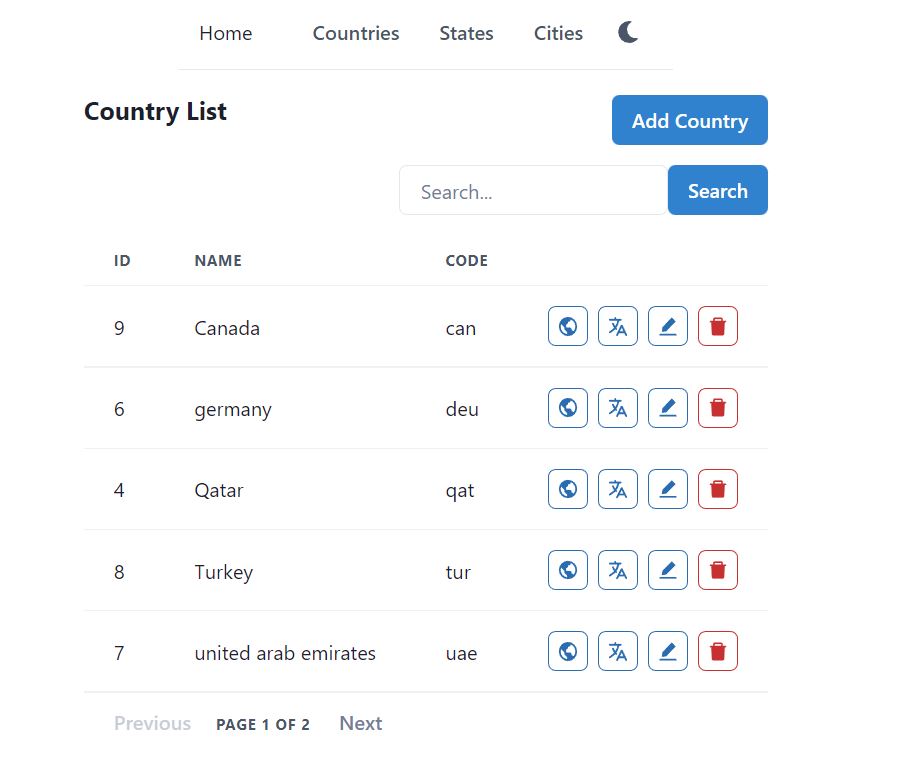 Home Countries States Cities
Country List
Add Country
Search... Search
ID NAME CODE
9 Canada can
6 germany deu
4 Qatar qat
8 Turkey tur
7 united arab emirates uae
Previous PAGE 1 OF 2 Next